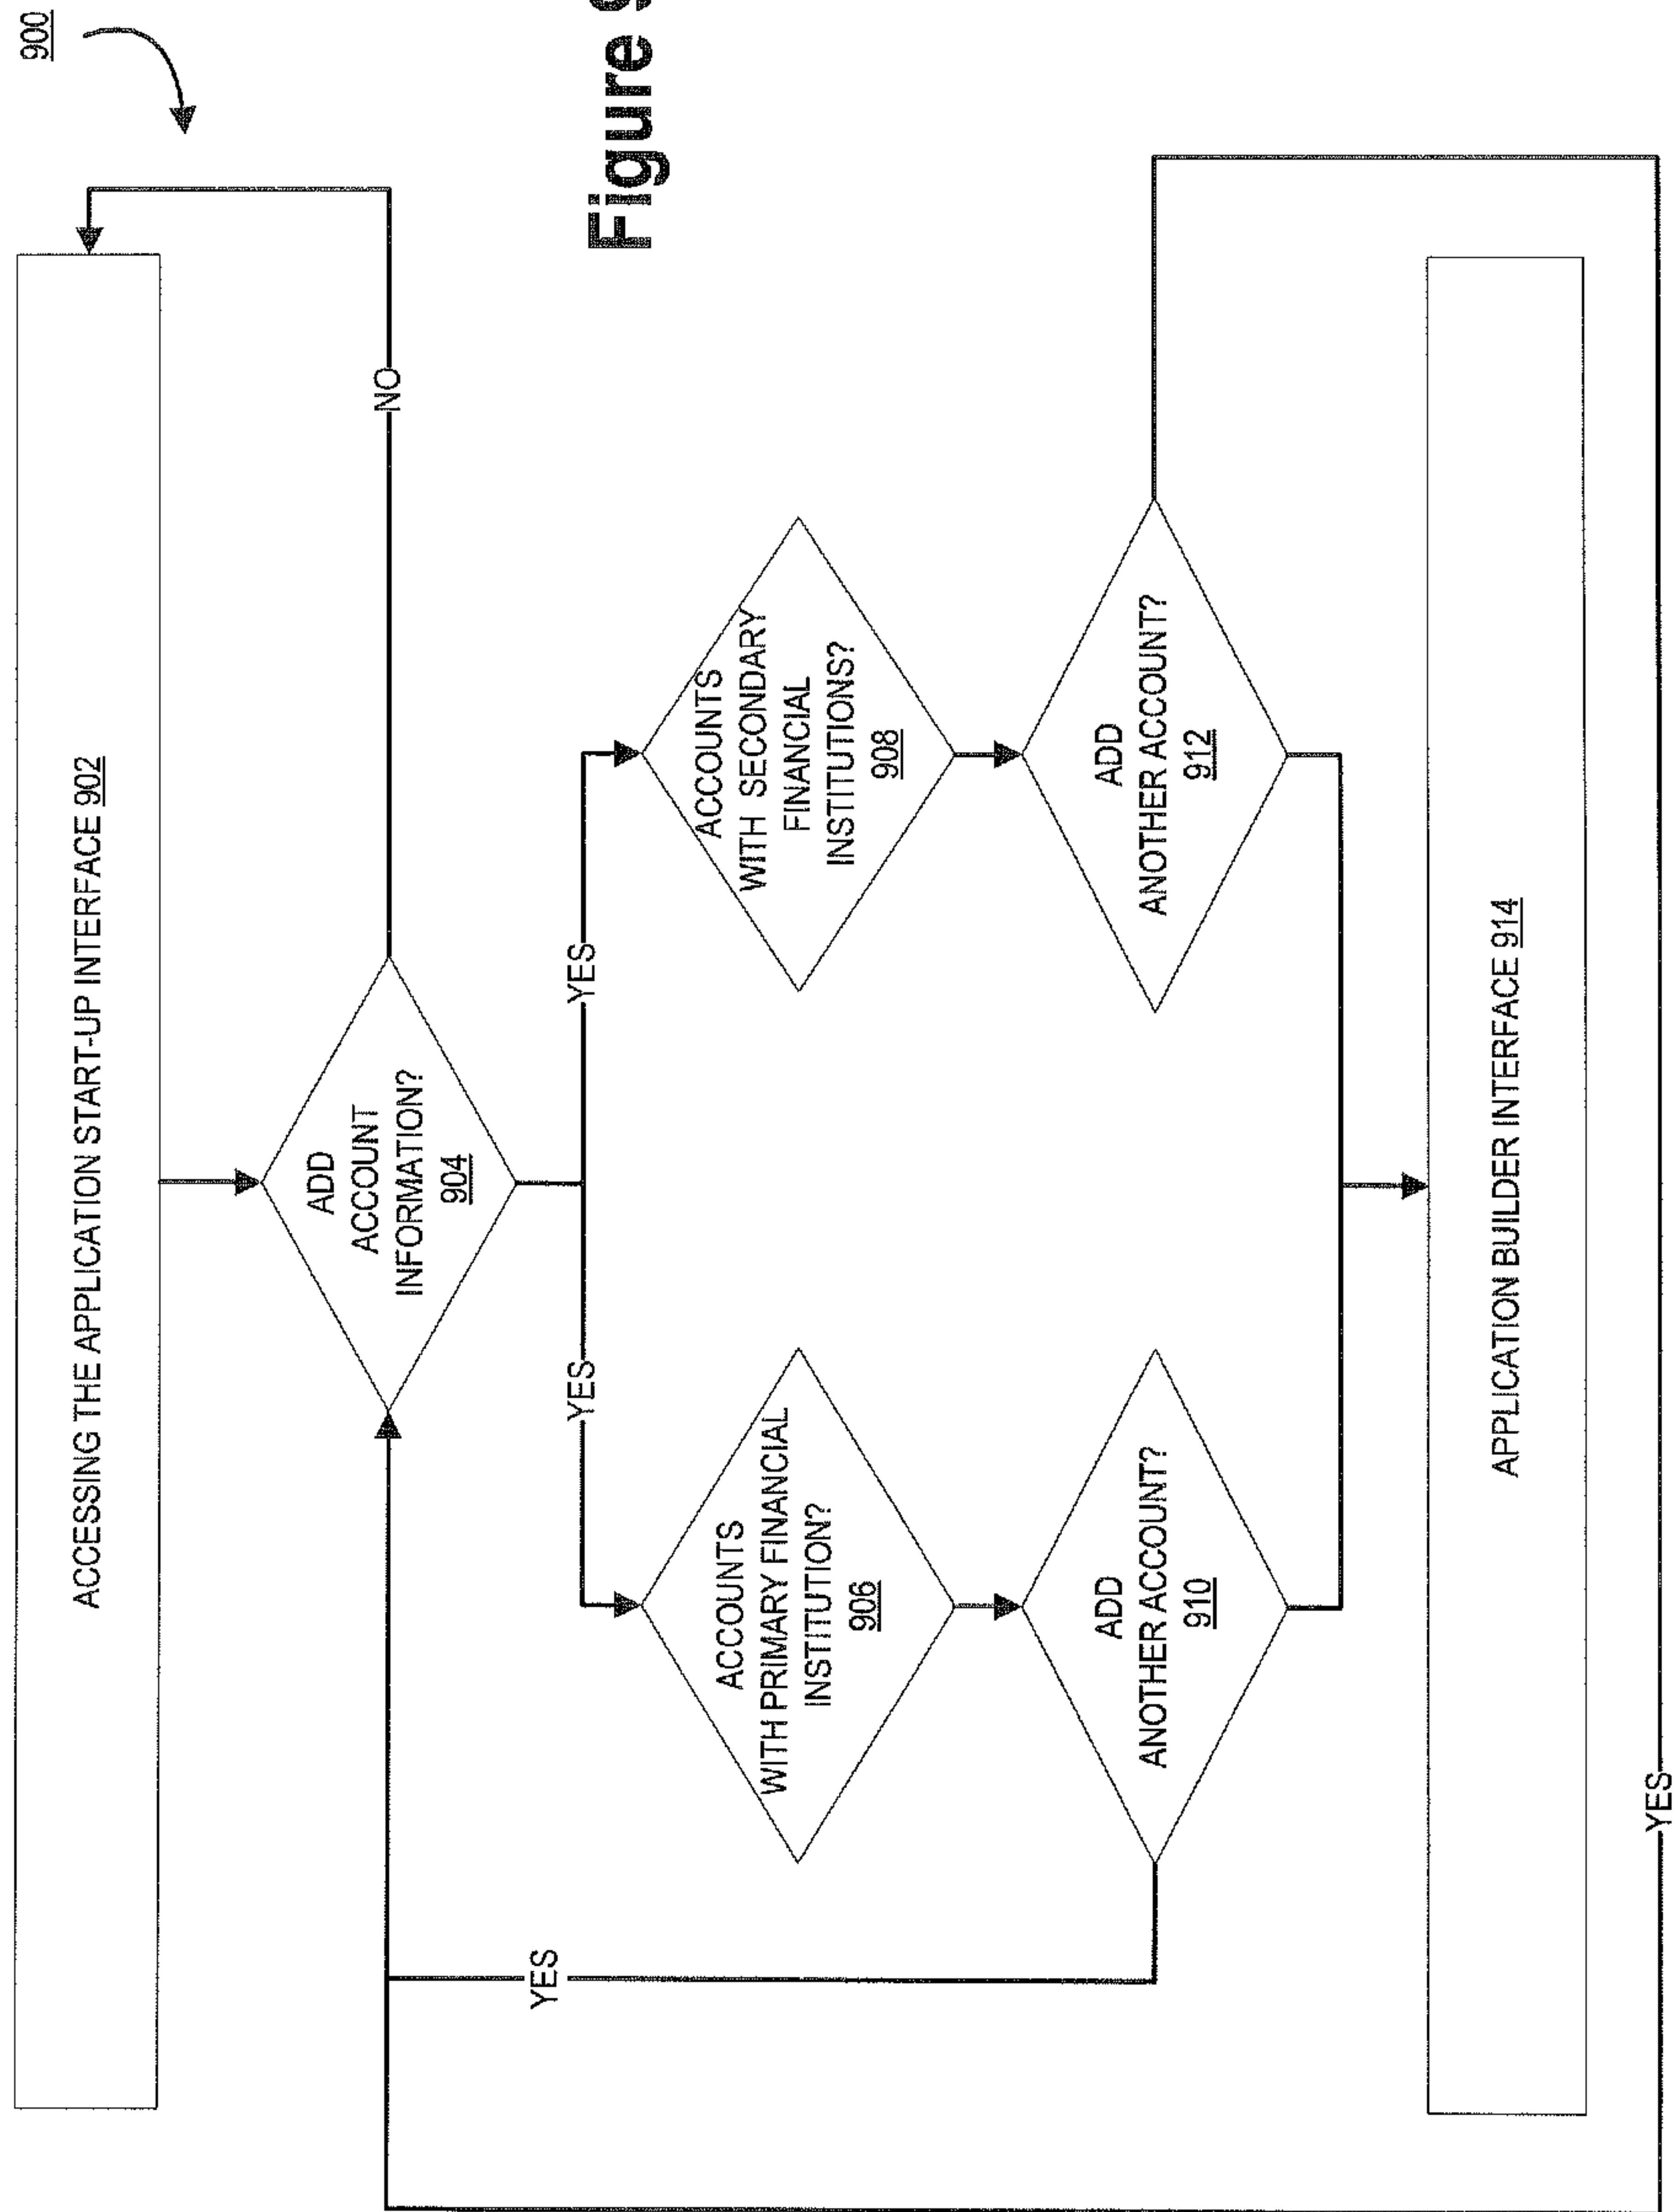 900
ACCESSING THE APPLICATION START-UP INTERFACE 902
ADD
ACCOUNT
INFORMATION?
904
NO
YES
YES
ACCOUNTS
WITH PRIMARY FINANCIAL
INSTITUTION?
906
ACCOUNTS
WITH SECONDARY
FINANCIAL
INSTITUTIONS?
908
YES
ADD
ANOTHER ACCOUNT?
910
ADD
ANOTHER ACCOUNT?
912
APPLICATION BUILDER INTERFACE 914
YES
Figure 9